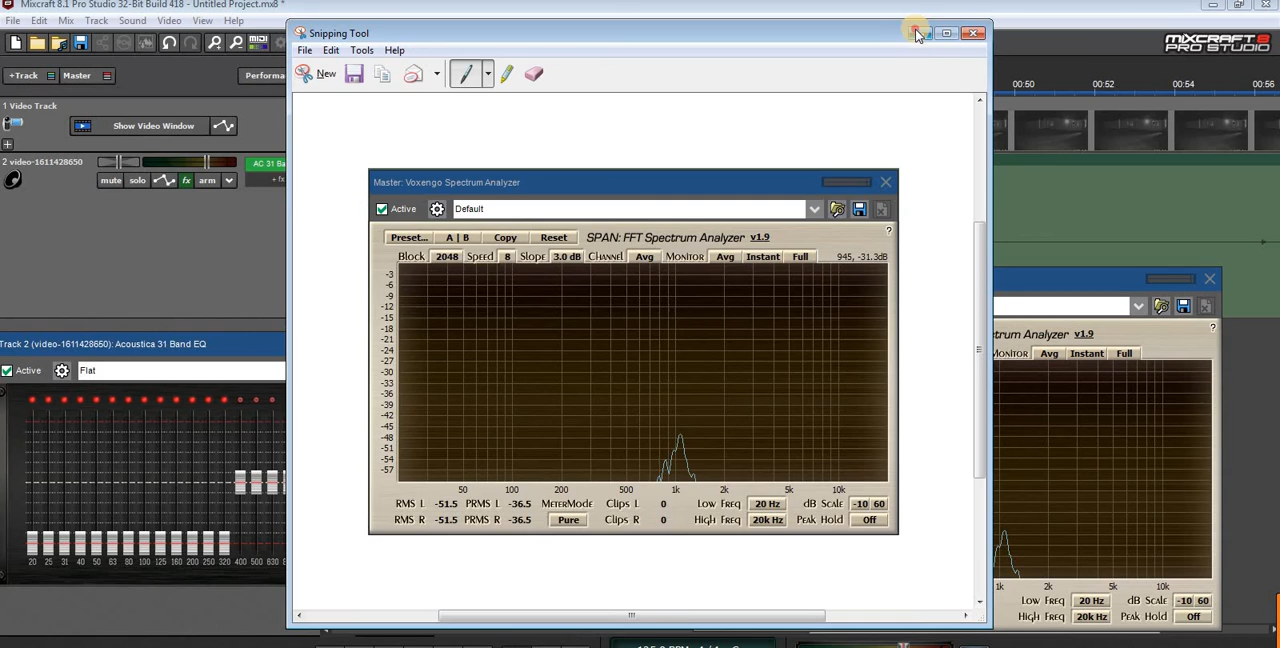 Mixcraft 8.1 Pro Studio 32-Bit Build 418 - Untitled Project.mx8 *
File Edit Mix Track Sound Video View Help
MIXCRAFT 8
PRO STUDIO
+Track Master Performa
00:50 00:52 00:54 00:56
1 Video Track
Show Video Window
2 video-1611428650
AC 31 Band
+ fx
mute solo fx arm
Track 2 (video-1611428650): Acoustica 31 Band EQ
Active Flat
20 25 31 40 50 63 80 100 125 160 200 250 320 400 500 630
Snipping Tool
File Edit Tools Help
New
Master: Voxengo Spectrum Analyzer
Active Default
Preset... A | B Copy Reset SPAN: FFT Spectrum Analyzer v1.9 ?
Block 2048 Speed 8 Slope 3.0 dB Channel Avg Monitor Avg Instant Full 945, -31.3dB
-3
-6
-9
-12
-15
-18
-21
-24
-27
-30
-33
-36
-39
-42
-45
-48
-51
-54
-57
50 100 200 500 1k 2k 5k 10k
RMS L -51.5 PRMS L -36.5 MeterMode Clips L 0 Low Freq 20 Hz dB Scale -10 60
RMS R -51.5 PRMS R -36.5 Pure Clips R 0 High Freq 20k Hz Peak Hold Off
ctrum Analyzer v1.9 ?
Monitor Avg Instant Full
1k 2k 5k 10k
Low Freq 20 Hz dB Scale -10 60
High Freq 20k Hz Peak Hold Off